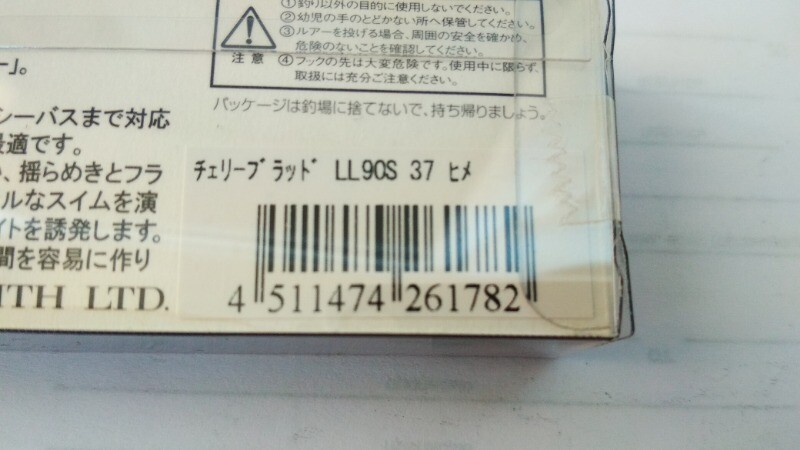 ①釣り以外の目的に使用しないでください。
②幼児の手のとどかない所へ保管してください。
③ルアーを投げる場合、周囲の安全を確かめ、
危険のないことを確認してください。
④フックの先は大変危険です。使用中に限らず、
取扱には充分ご注意ください。
注意
パッケージは釣場に捨てないで、持ち帰りましょう。
ー」。
シーバスまで対応
最適です。
、揺らめきとフラ
ルなスイムを演
イトを誘発します。
間を容易に作り
ITH LTD.
チェリーブラッド LL90S 37 ヒメ
4 511474 261782